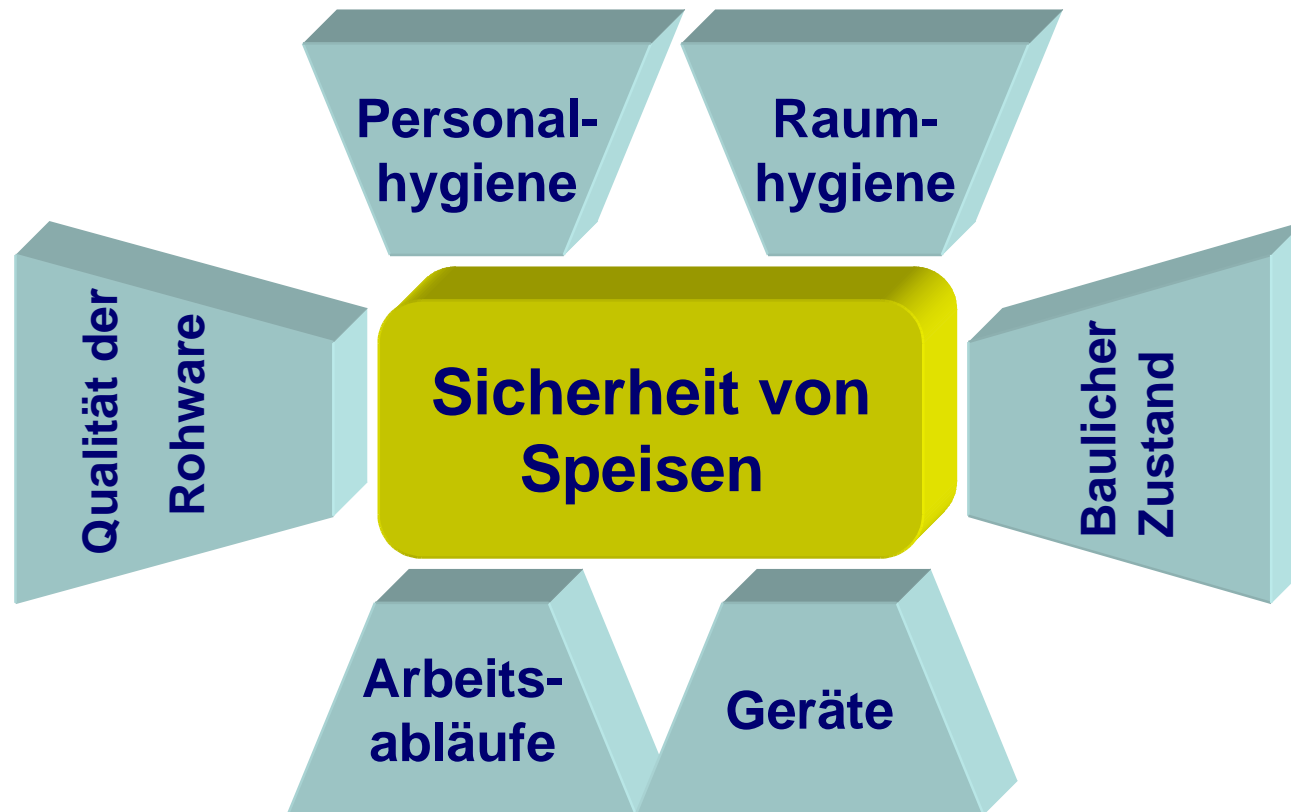 Personal-
hygiene
Raum-
hygiene
Qualität der
Rohware
Sicherheit von
Speisen
Baulicher
Zustand
Arbeits-
abläufe
Geräte